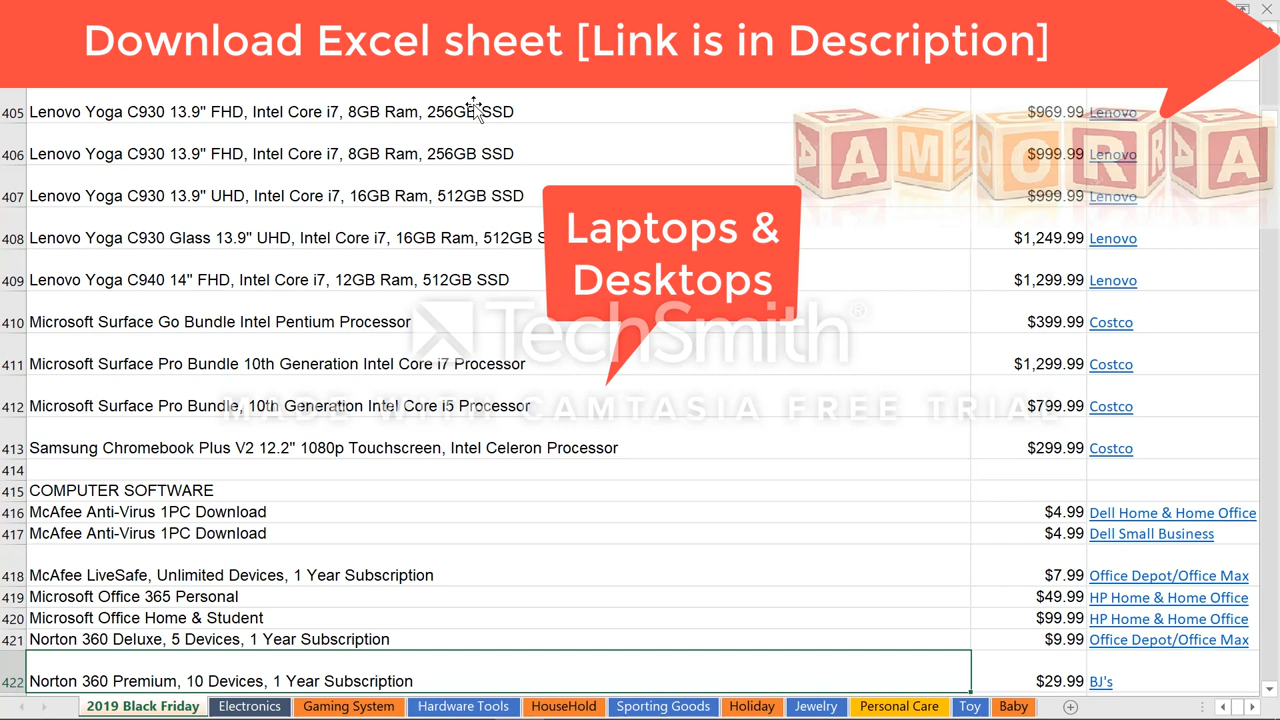 Download Excel sheet [Link is in Description]
405 Lenovo Yoga C930 13.9" FHD, Intel Core i7, 8GB Ram, 256GB SSD $969.99 Lenovo
406 Lenovo Yoga C930 13.9" FHD, Intel Core i7, 8GB Ram, 256GB SSD $999.99 Lenovo
AMSORA
407 Lenovo Yoga C930 13.9" UHD, Intel Core i7, 16GB Ram, 512GB SSD $999.99 Lenovo
Laptops &
Desktops
408 Lenovo Yoga C930 Glass 13.9" UHD, Intel Core i7, 16GB Ram, 512GB S $1,249.99 Lenovo
409 Lenovo Yoga C940 14" FHD, Intel Core i7, 12GB Ram, 512GB SSD $1,299.99 Lenovo
410 Microsoft Surface Go Bundle Intel Pentium Processor $399.99 Costco
TechSmith®
411 Microsoft Surface Pro Bundle 10th Generation Intel Core i7 Processor $1,299.99 Costco
412 Microsoft Surface Pro Bundle, 10th Generation Intel Core i5 Processor $799.99 Costco
MADE WITH CAMTASIA FREE TRIAL
413 Samsung Chromebook Plus V2 12.2" 1080p Touchscreen, Intel Celeron Processor $299.99 Costco
414
415 COMPUTER SOFTWARE
416 McAfee Anti-Virus 1PC Download $4.99 Dell Home & Home Office
417 McAfee Anti-Virus 1PC Download $4.99 Dell Small Business
418 McAfee LiveSafe, Unlimited Devices, 1 Year Subscription $7.99 Office Depot/Office Max
419 Microsoft Office 365 Personal $49.99 HP Home & Home Office
420 Microsoft Office Home & Student $99.99 HP Home & Home Office
421 Norton 360 Deluxe, 5 Devices, 1 Year Subscription $9.99 Office Depot/Office Max
422 Norton 360 Premium, 10 Devices, 1 Year Subscription $29.99 BJ's
2019 Black Friday Electronics Gaming System Hardware Tools HouseHold Sporting Goods Holiday Jewelry Personal Care Toy Baby